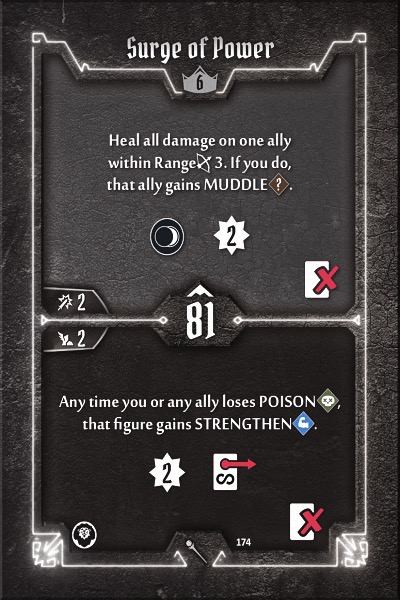 Surge of Power
6
Heal all damage on one ally
within Range 3. If you do,
that ally gains MUDDLE ?.
2
2
81
2
Any time you or any ally loses POISON,
that figure gains STRENGTHEN.
2
174